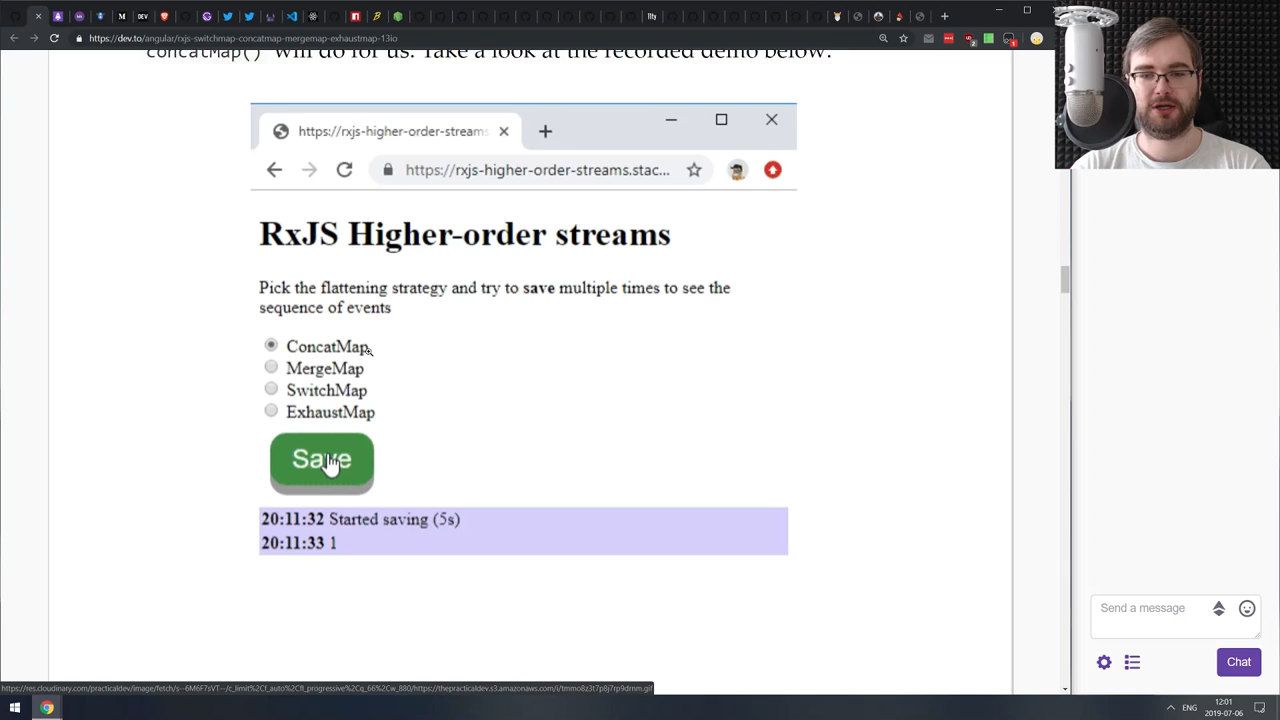 DEV
lly
https://dev.to/angular/rxjs-switchmap-concatmap-mergemap-exhaustmap-13io
concatMap() will do for us. Take a look at the recorded demo below:
https://rxjs-higher-order-streams
https://rxjs-higher-order-streams.stac...
RxJS Higher-order streams
Pick the flattening strategy and try to save multiple times to see the
sequence of events
ConcatMap
MergeMap
SwitchMap
ExhaustMap
Save
20:11:32 Started saving (5s)
20:11:33 1
Send a message
Chat
ENG
12:01
2019-07-06